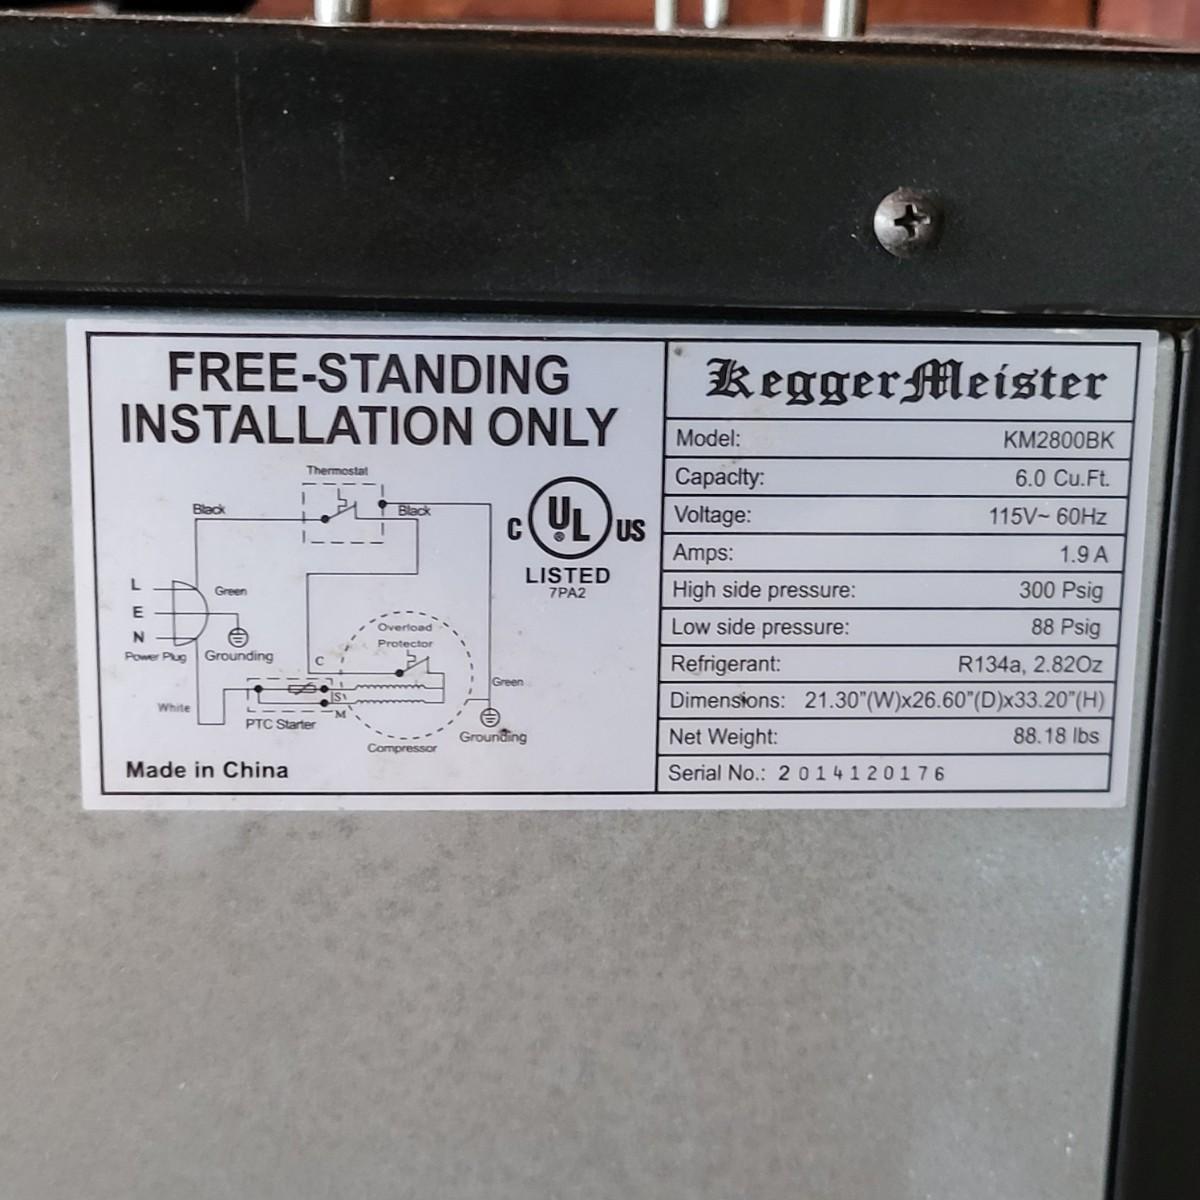 FREE-STANDING
INSTALLATION ONLY
Thermostat
Black
Black
C UL ® US
LISTED
7PA2
L
E
N
Green
Power Plug
Grounding
Overload
Protector
C
S
M
White
PTC Starter
Compressor
Green
Grounding
Made in China
KeggerMeister
Model: KM2800BK
Capacity: 6.0 Cu.Ft.
Voltage: 115V~ 60Hz
Amps: 1.9 A
High side pressure: 300 Psig
Low side pressure: 88 Psig
Refrigerant: R134a, 2.82Oz
Dimensions: 21.30"(W)x26.60"(D)x33.20"(H)
Net Weight: 88.18 lbs
Serial No.: 2014120176